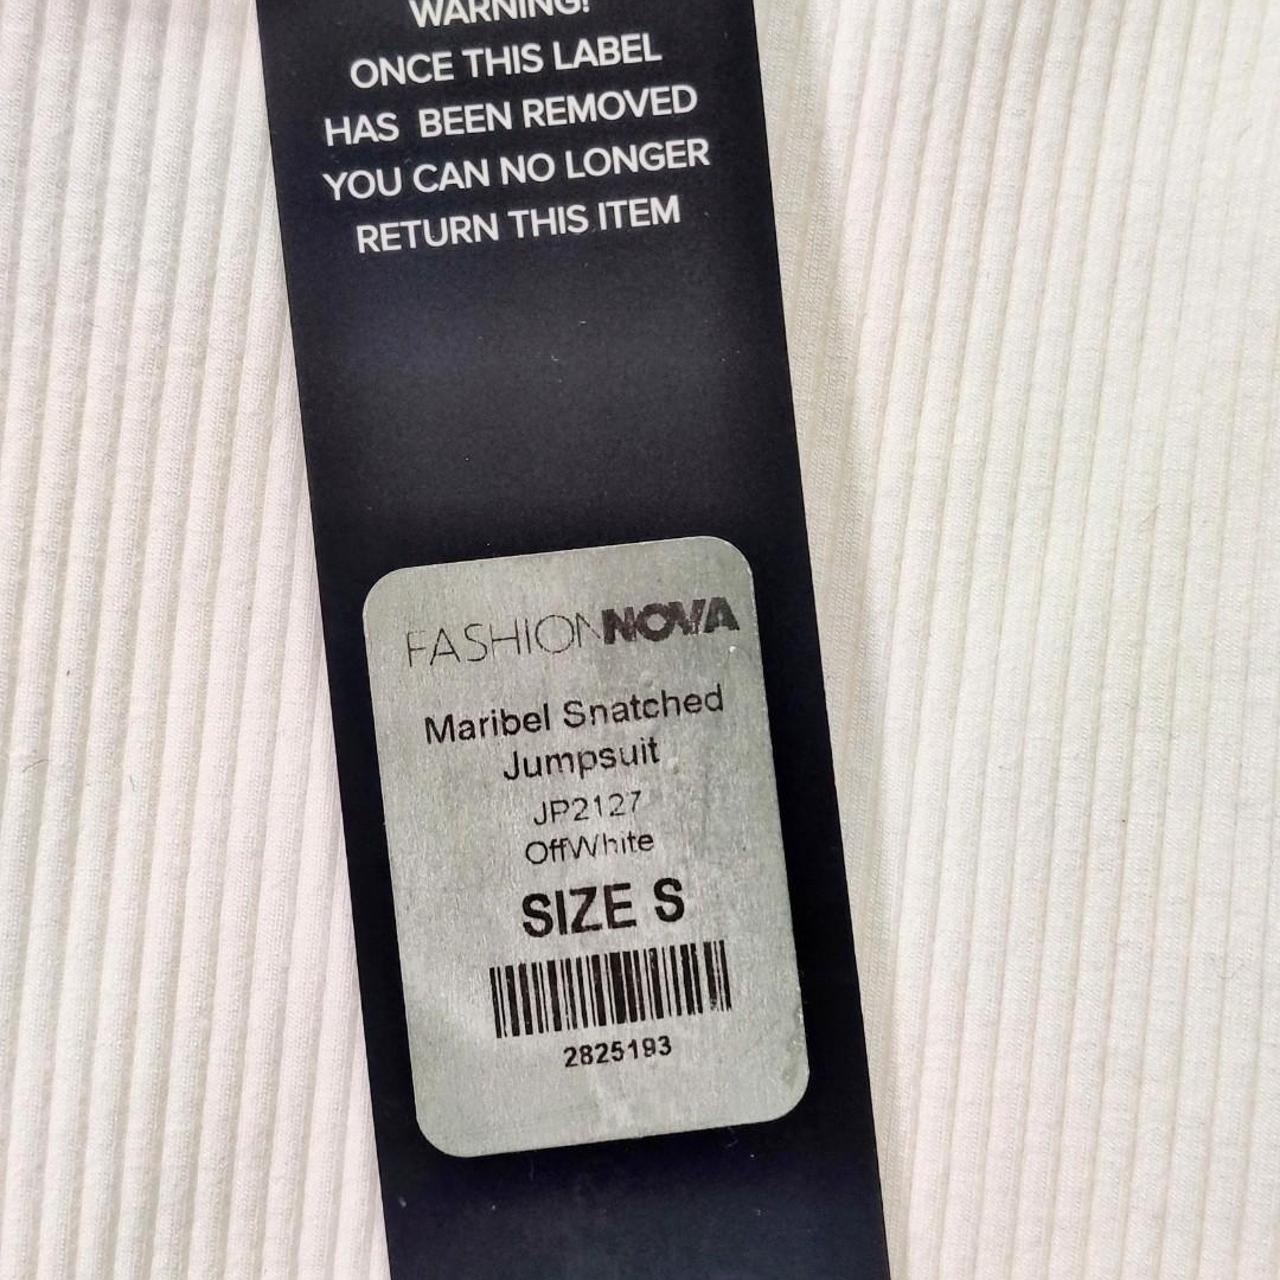 WARNING!
ONCE THIS LABEL
HAS BEEN REMOVED
YOU CAN NO LONGER
RETURN THIS ITEM
FASHIONNOVA
Maribel Snatched
Jumpsuit
JP2127
OffWhite
SIZE S
2825193